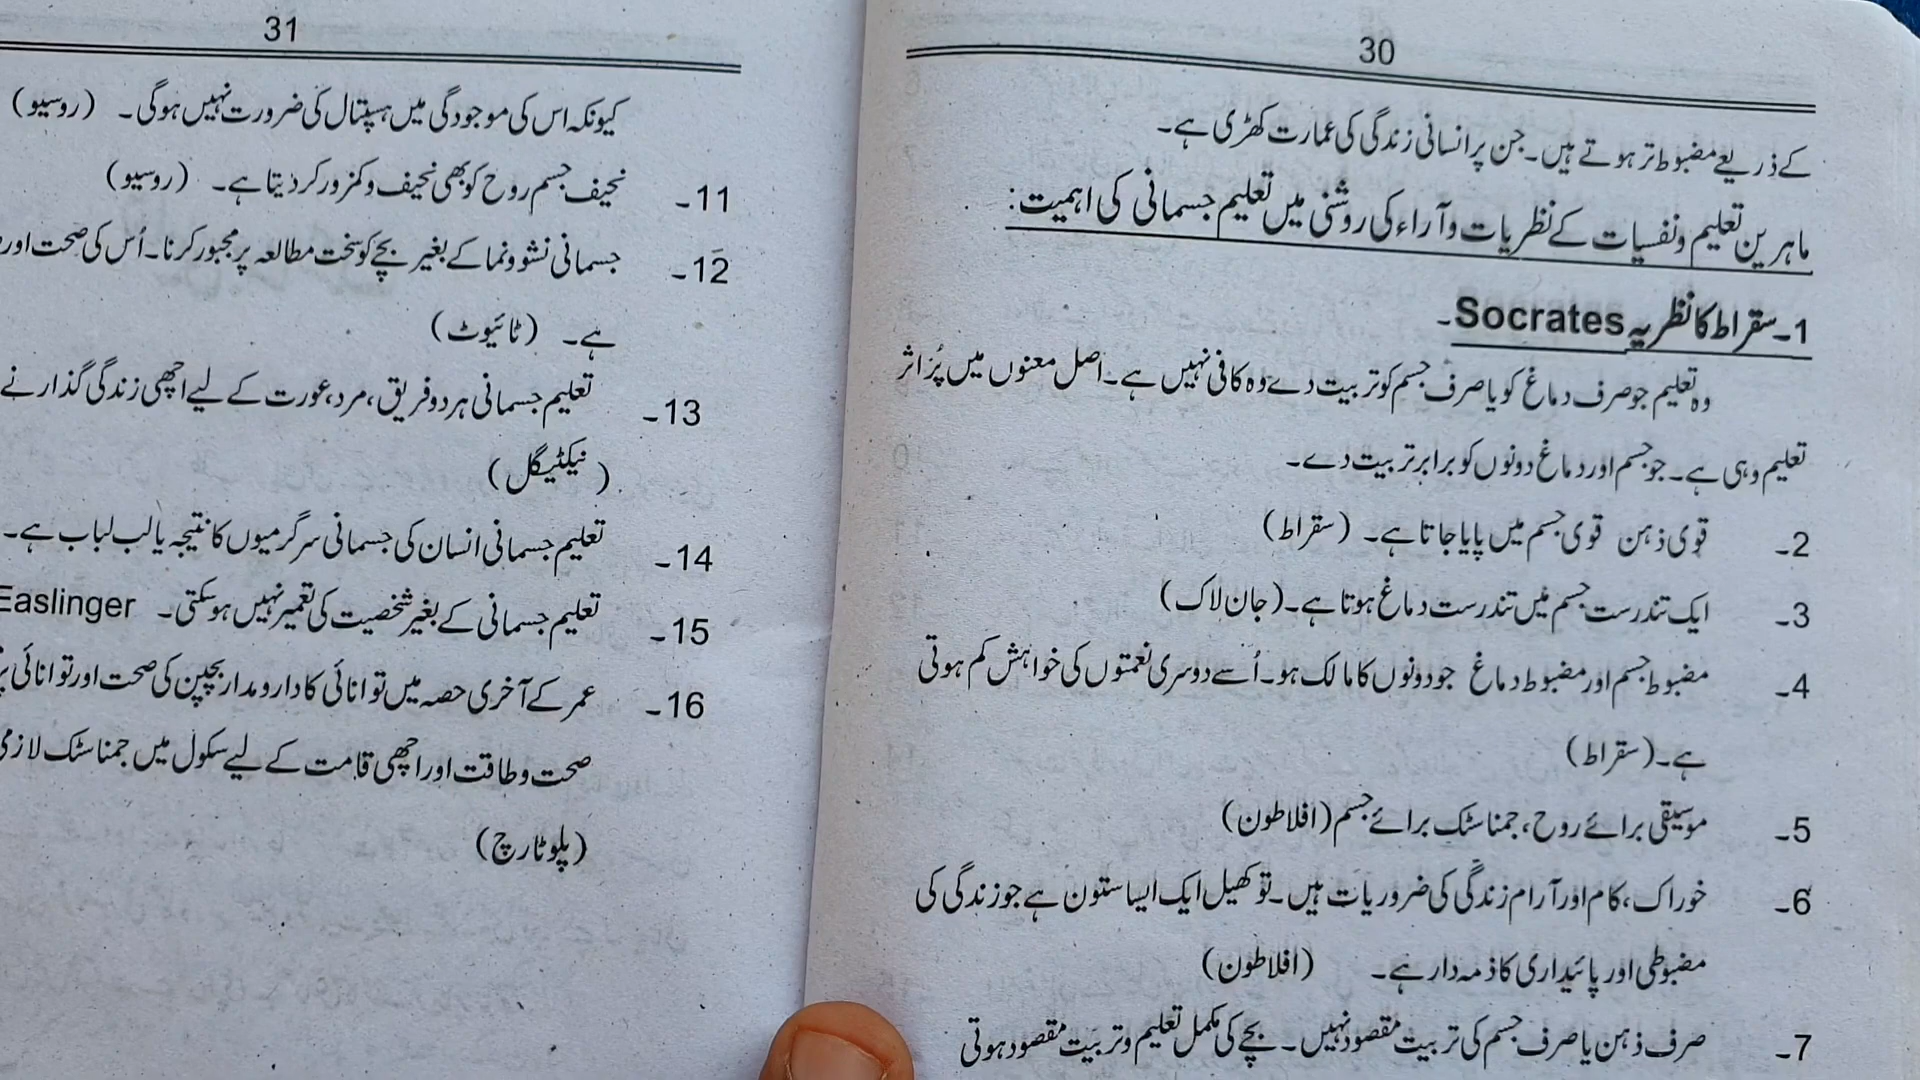 30
کے ذریعے مضبوط تر ہوتے ہیں۔ جن پر انسانی زندگی کی عمارت کھڑی ہے۔
ماہرین تعلیم و نفسیات کے نظریات و آراء کی روشنی میں تعلیم جسمانی کی اہمیت:
1۔ سقراط کا نظریہ Socrates۔
وہ تعلیم جو صرف دماغ کو یا صرف جسم کو تربیت دے وہ کافی نہیں ہے۔ اصل معنوں میں پُر اثر
تعلیم وہی ہے۔ جو جسم اور دماغ دونوں کو برابر تربیت دے۔
2۔ قوی ذہن قوی جسم میں پایا جاتا ہے۔ (سقراط)
3۔ ایک تندرست جسم میں تندرست دماغ ہوتا ہے۔ (جان لاک)
4۔ مضبوط جسم اور مضبوط دماغ جو دونوں کا مالک ہو۔ اُسے دوسری نعمتوں کی خواہش کم ہوتی
ہے۔ (سقراط)
5۔ موسیقی برائے روح، جمناسٹک برائے جسم (افلاطون)
6۔ خوراک، کام اور آرام زندگی کی ضروریات ہیں۔ تو کھیل ایک ایسا ستون ہے جو زندگی کی
مضبوطی اور پائیداری کا ذمہ دار ہے۔ (افلاطون)
7۔ صرف ذہن یا صرف جسم کی تربیت مقصود نہیں۔ بچے کی مکمل تعلیم و تربیت مقصود ہوتی
31
کیونکہ اس کی موجودگی میں ہسپتال کی ضرورت نہیں ہوگی۔ (روسیو)
11۔ نحیف جسم روح کو بھی نحیف و کمزور کر دیتا ہے۔ (روسیو)
12۔ جسمانی نشوونما کے بغیر بچے کو سخت مطالعہ پر مجبور کرنا۔ اُس کی صحت اور
ہے۔ (ٹائیوٹ)
13۔ تعلیم جسمانی ہر دو فریق، مرد، عورت کے لیے اچھی زندگی گذارنے
(نیکٹیگل)
14۔ تعلیم جسمانی انسان کی جسمانی سرگرمیوں کا نتیجہ یا لب لباب ہے۔
15۔ تعلیم جسمانی کے بغیر شخصیت کی تعمیر نہیں ہو سکتی۔ Easlinger
16۔ عمر کے آخری حصہ میں توانائی کا دارومدار بچپن کی صحت اور توانائی پر
صحت و طاقت اور اچھی قامت کے لیے سکول میں جمناسٹک لازمی
(پلوٹارچ)